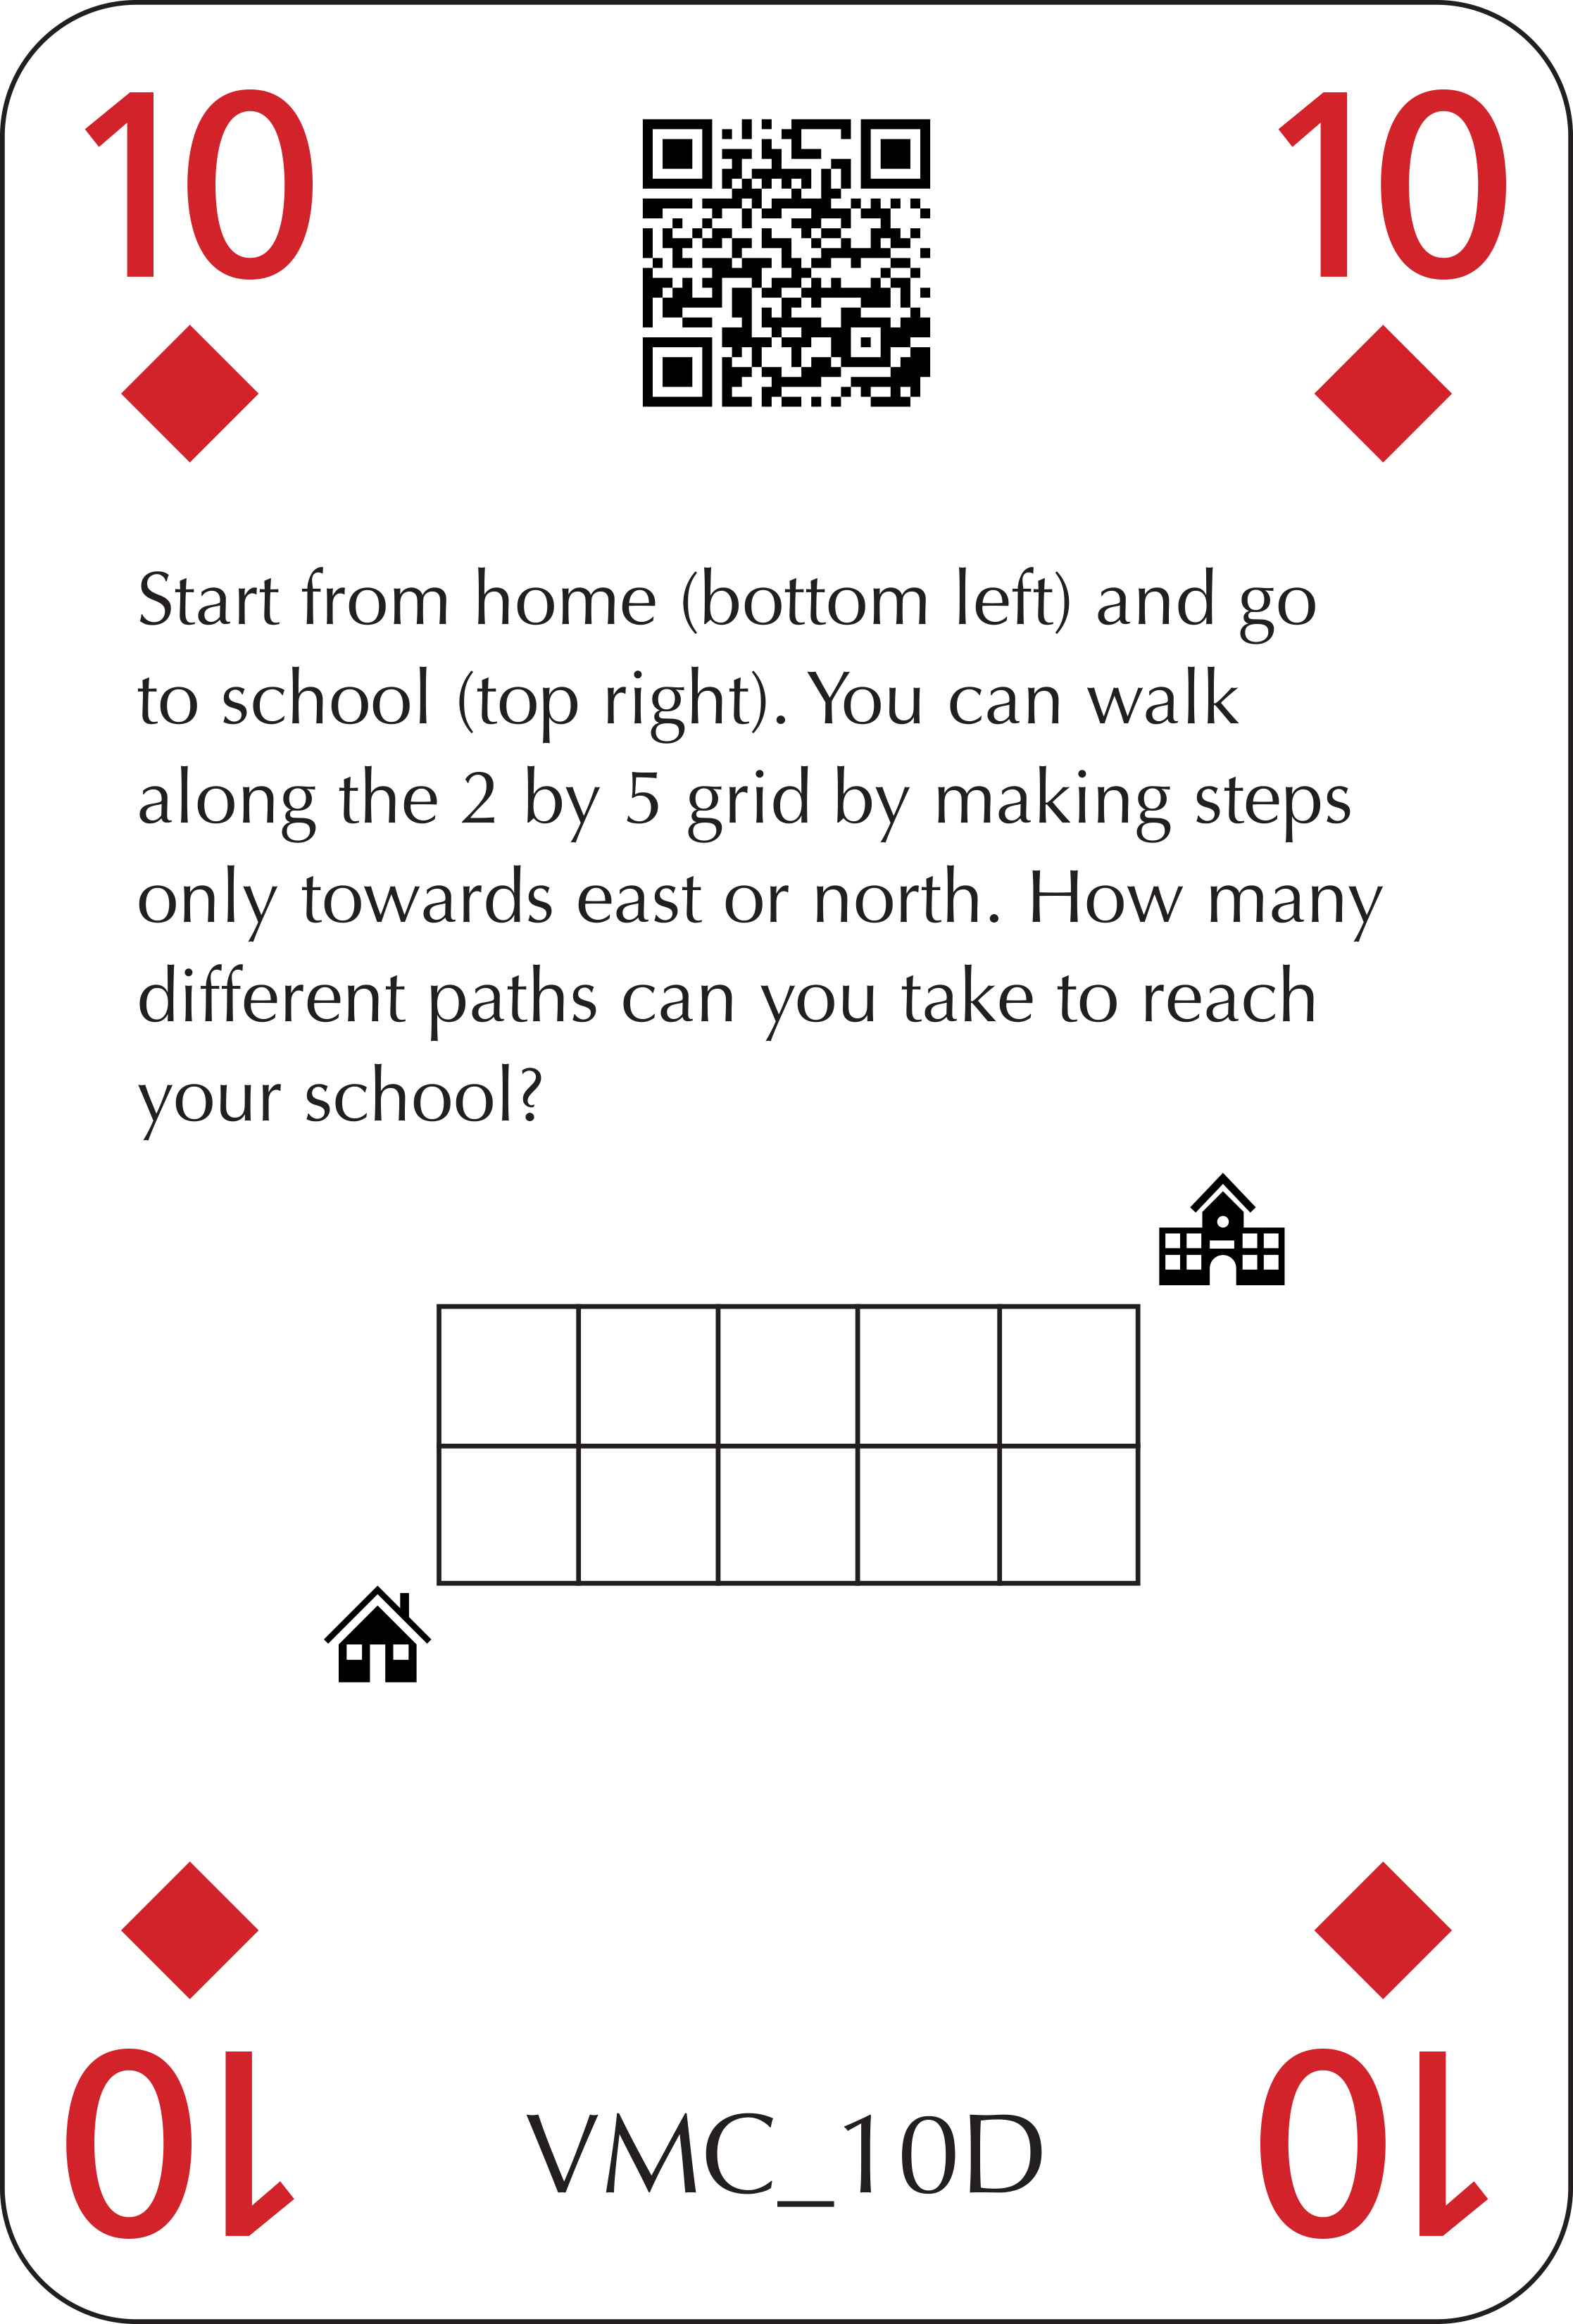 10 10
Start from home (bottom left) and go
to school (top right). You can walk
along the 2 by 5 grid by making steps
only towards east or north. How many
different paths can you take to reach
your school?
10 VMC_10D 10